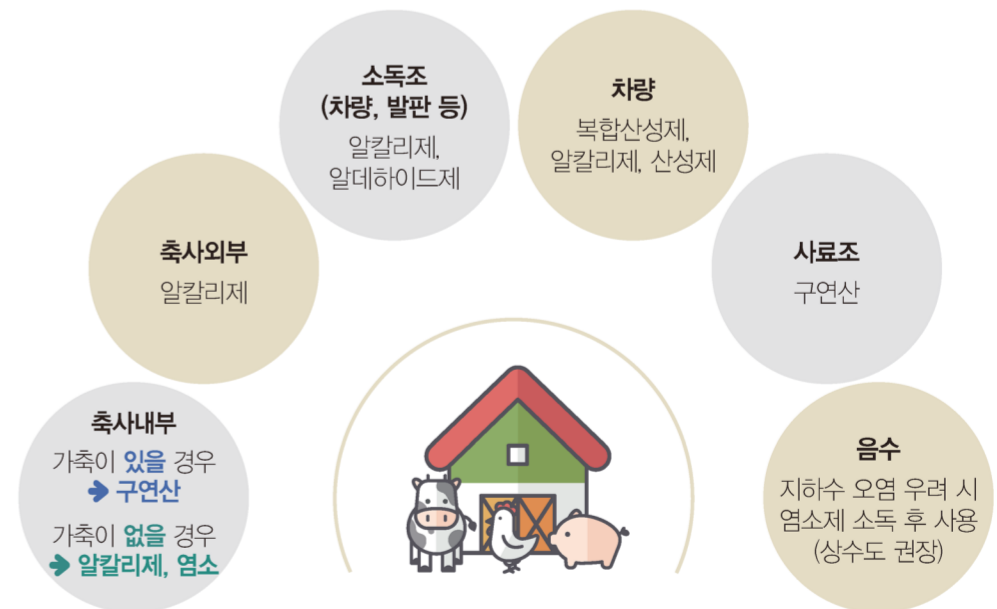 축사내부
가축이 있을 경우
➔ 구연산
가축이 없을 경우
➔ 알칼리제, 염소
축사외부
알칼리제
소독조
(차량, 발판 등)
알칼리제,
알데하이드제
차량
복합산성제,
알칼리제, 산성제
사료조
구연산
음수
지하수 오염 우려 시
염소제 소독 후 사용
(상수도 권장)